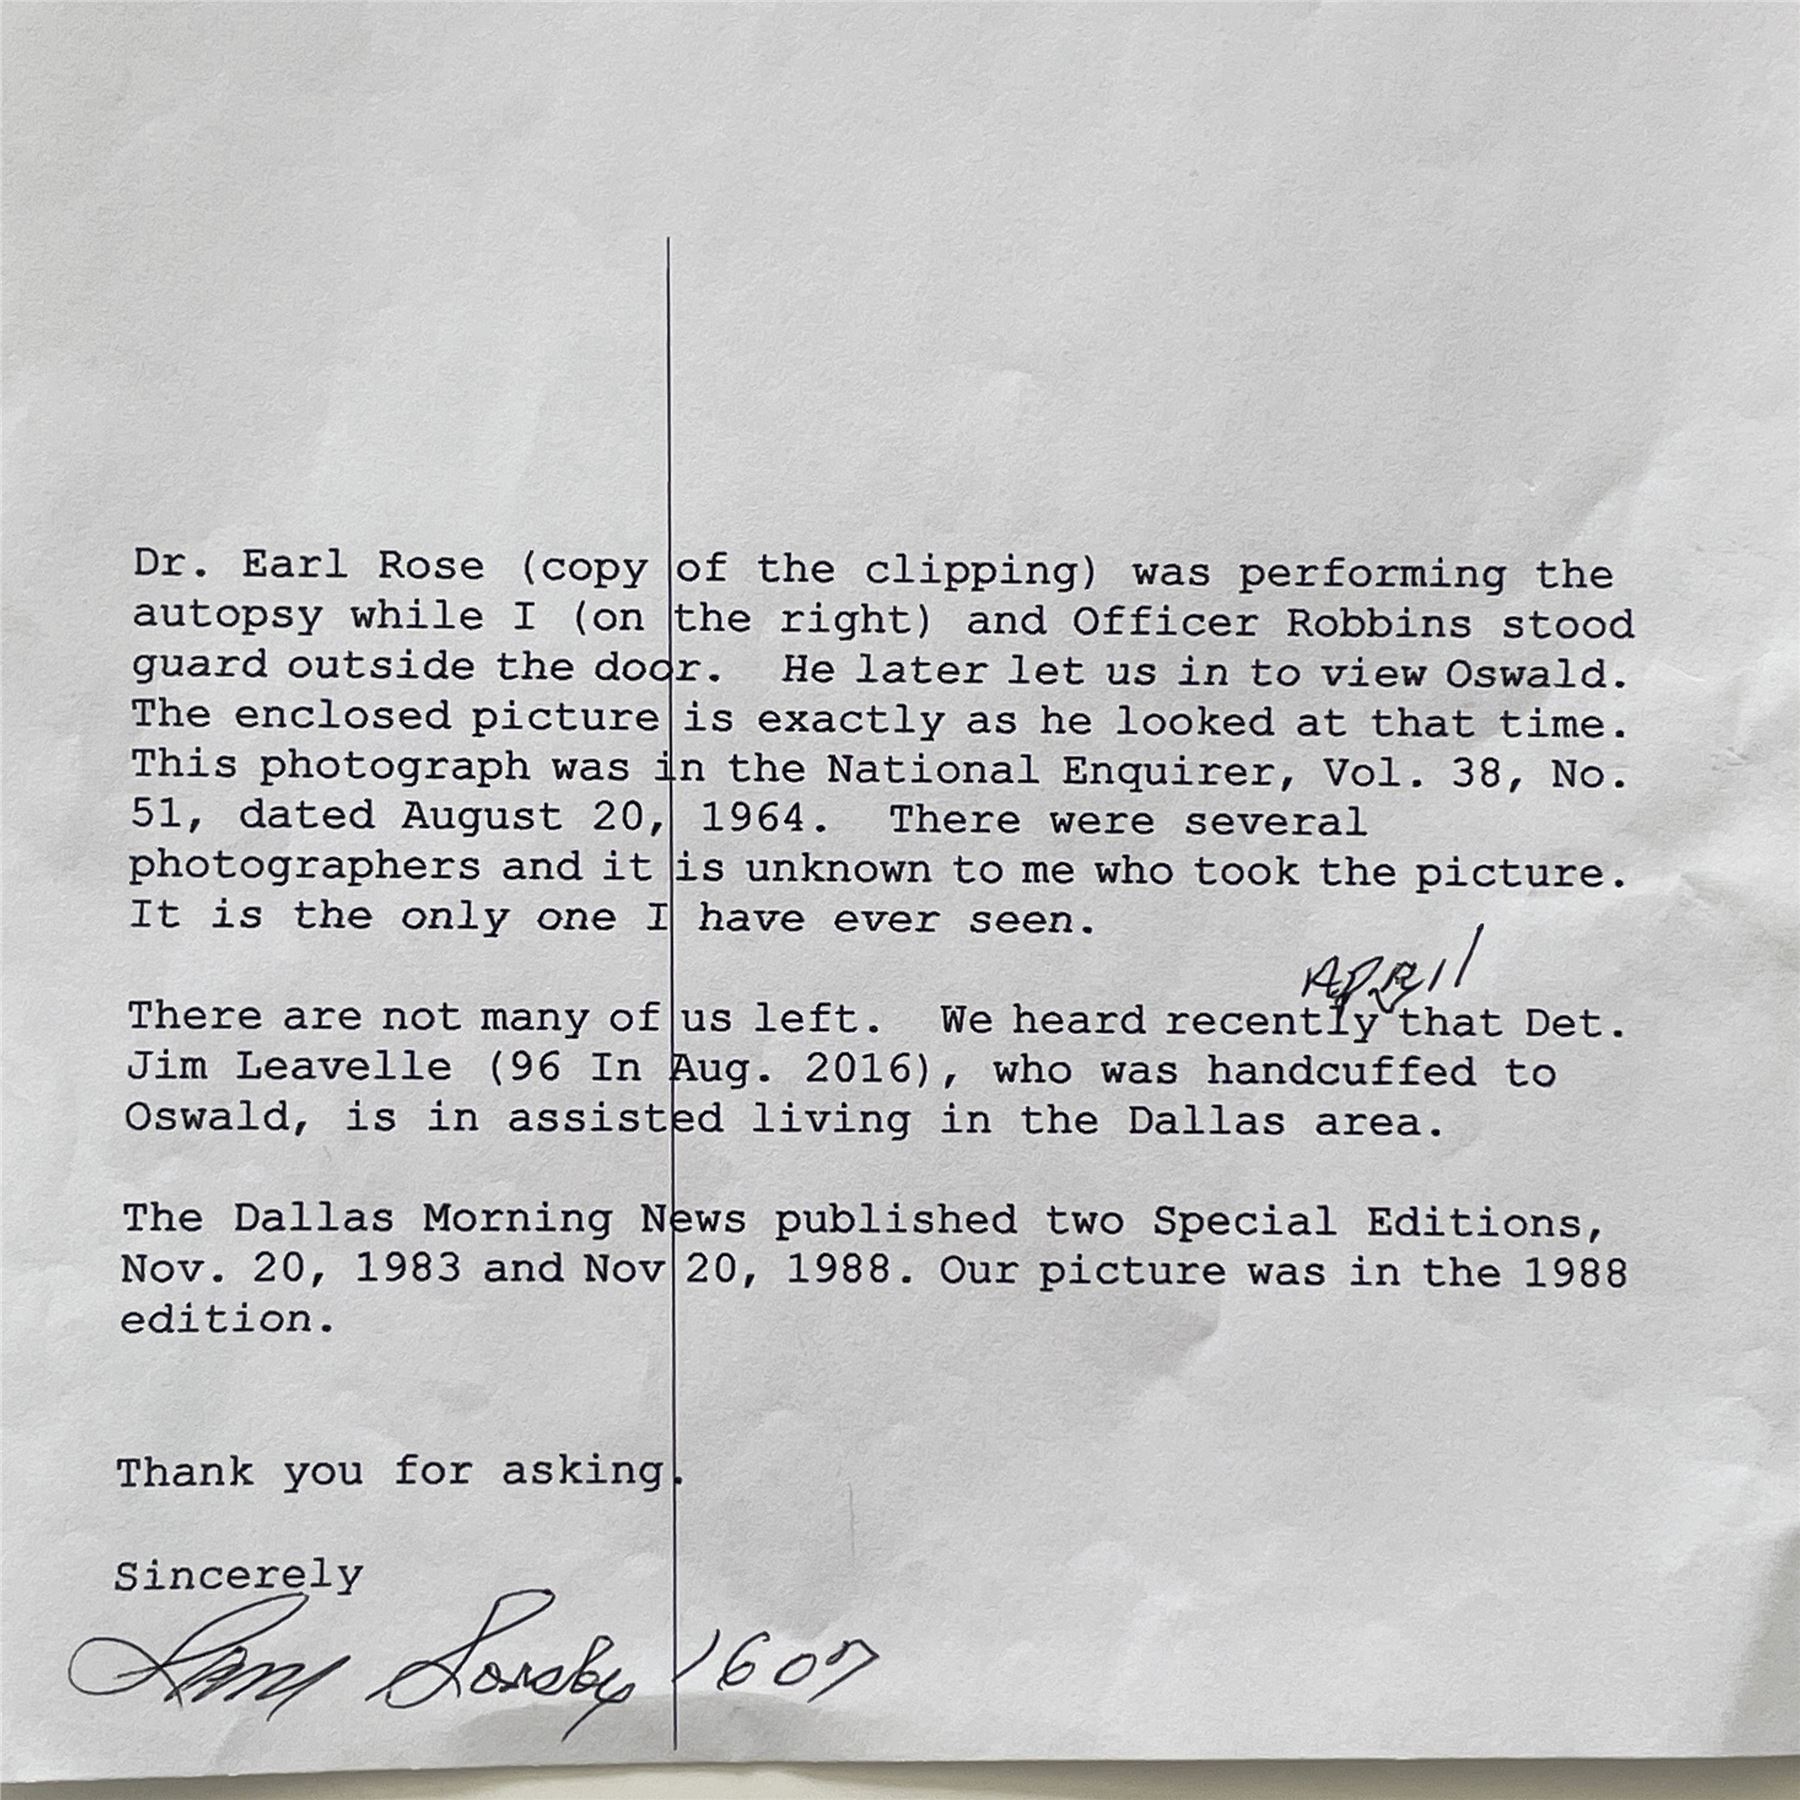 Dr. Earl Rose (copy of the clipping) was performing the
autopsy while I (on the right) and Officer Robbins stood
guard outside the door.  He later let us in to view Oswald.
The enclosed picture is exactly as he looked at that time.
This photograph was in the National Enquirer, Vol. 38, No.
51, dated August 20, 1964.  There were several
photographers and it is unknown to me who took the picture.
It is the only one I have ever seen.
April
There are not many of us left.  We heard recently that Det.
Jim Leavelle (96 In Aug. 2016), who was handcuffed to
Oswald, is in assisted living in the Dallas area.
The Dallas Morning News published two Special Editions,
Nov. 20, 1983 and Nov 20, 1988. Our picture was in the 1988
edition.
Thank you for asking.
Sincerely
1607